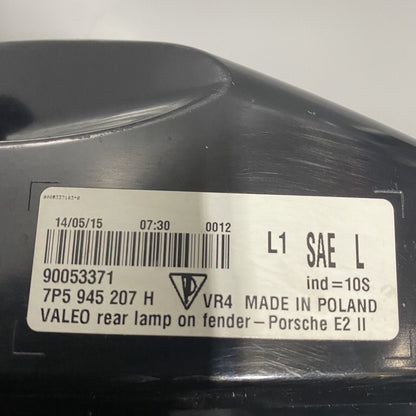 14/05/15 07:30 0012
L1 SAE L
90053371 ind=10S
7P5 945 207 H VR4 MADE IN POLAND
VALEO rear lamp on fender-Porsche E2 II